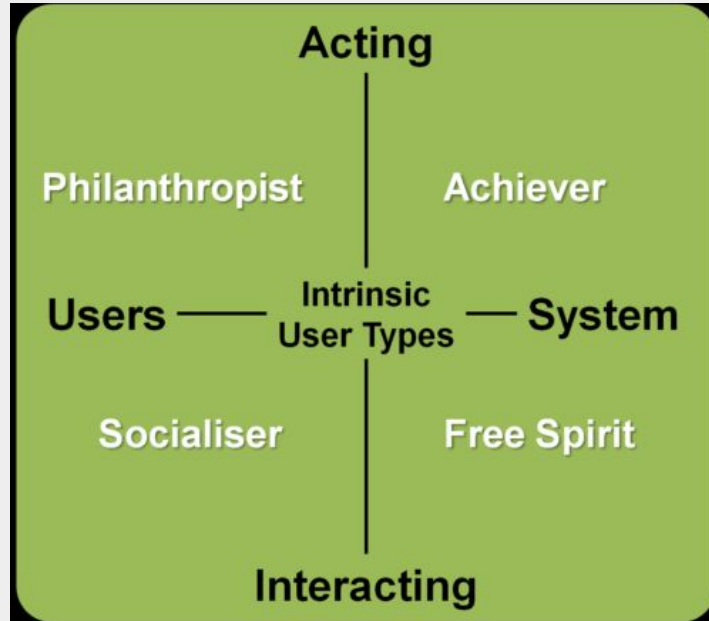 Acting
Philanthropist Achiever
Intrinsic
Users System
User Types
Socialiser Free Spirit
Interacting